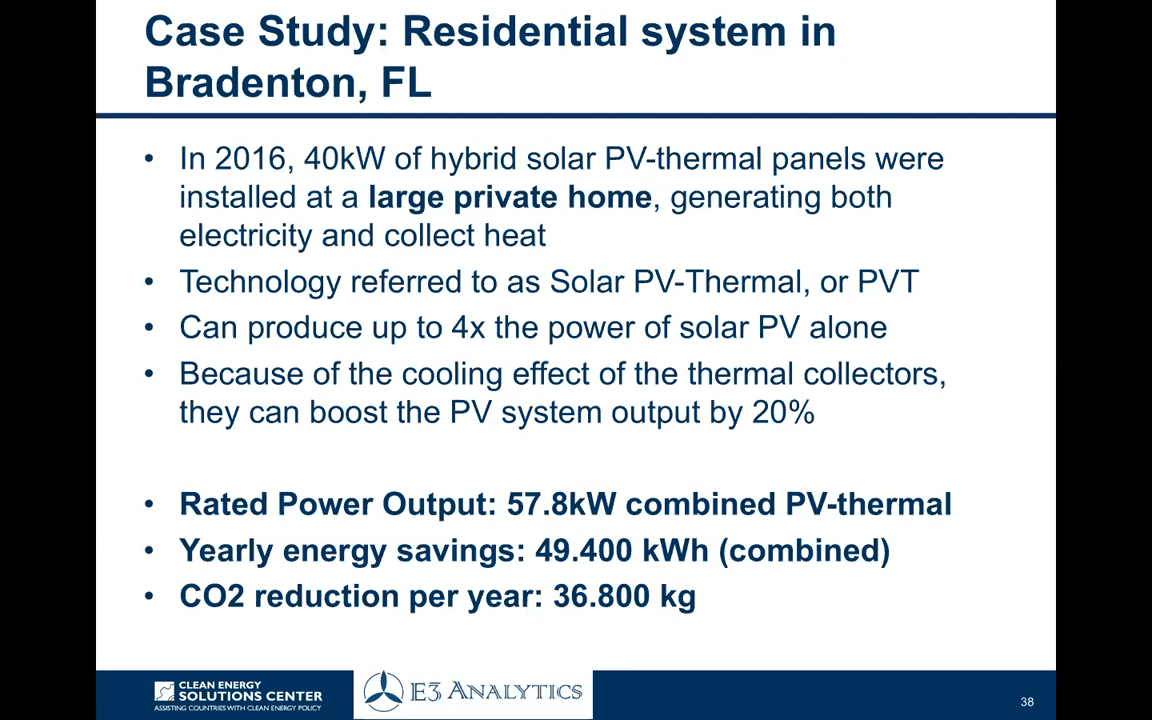 Case Study: Residential system in
Bradenton, FL
• In 2016, 40kW of hybrid solar PV-thermal panels were
installed at a large private home, generating both
electricity and collect heat
• Technology referred to as Solar PV-Thermal, or PVT
• Can produce up to 4x the power of solar PV alone
• Because of the cooling effect of the thermal collectors,
they can boost the PV system output by 20%
• Rated Power Output: 57.8kW combined PV-thermal
• Yearly energy savings: 49.400 kWh (combined)
• CO2 reduction per year: 36.800 kg
CLEAN ENERGY
SOLUTIONS CENTER
ASSISTING COUNTRIES WITH CLEAN ENERGY POLICY
E3 ANALYTICS
38